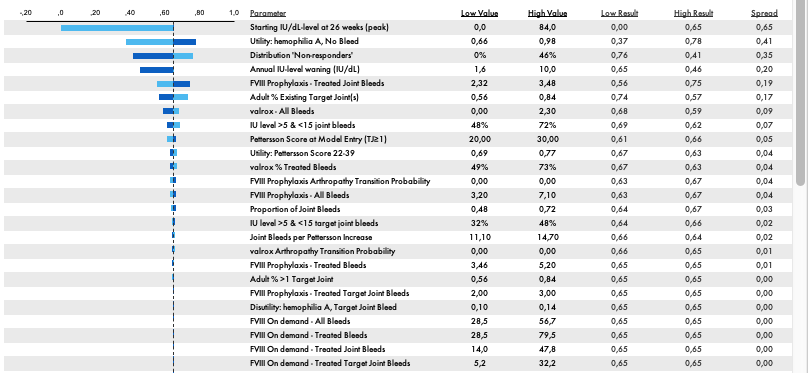 -,20 ,0 ,20 ,40 ,60 ,80 1,0 Parameter Low Value High Value Low Result High Result Spread
Starting IU/dL-level at 26 weeks (peak) 0,0 84,0 0,00 0,65 0,65
Utility: hemophilia A, No Bleed 0,66 0,98 0,37 0,78 0,41
Distribution 'Non-responders' 0% 46% 0,76 0,41 0,35
Annual IU-level waning (IU/dL) 1,6 10,0 0,65 0,46 0,20
FVIII Prophylaxis - Treated Joint Bleeds 2,32 3,48 0,56 0,75 0,19
Adult % Existing Target Joint(s) 0,56 0,84 0,74 0,57 0,17
valrox - All Bleeds 0,00 2,30 0,68 0,59 0,09
IU level >5 & <15 joint bleeds 48% 72% 0,69 0,62 0,07
Pettersson Score at Model Entry (TJ≥1) 20,00 30,00 0,61 0,66 0,05
Utility: Pettersson Score 22-39 0,69 0,77 0,67 0,63 0,04
valrox % Treated Bleeds 49% 73% 0,67 0,63 0,04
FVIII Prophylaxis Arthropathy Transition Probability 0,00 0,00 0,63 0,67 0,04
FVIII Prophylaxis - All Bleeds 3,20 7,10 0,63 0,67 0,04
Proportion of Joint Bleeds 0,48 0,72 0,64 0,67 0,03
IU level >5 & <15 target joint bleeds 32% 48% 0,64 0,66 0,02
Joint Bleeds per Pettersson Increase 11,10 14,70 0,66 0,64 0,02
valrox Arthropathy Transition Probability 0,00 0,00 0,66 0,65 0,01
FVIII Prophylaxis - Treated Bleeds 3,46 5,20 0,65 0,65 0,01
Adult % >1 Target Joint 0,56 0,84 0,65 0,65 0,00
FVIII Prophylaxis - Treated Target Joint Bleeds 2,00 3,00 0,65 0,65 0,00
Disutility: hemophilia A, Target Joint Bleed 0,10 0,14 0,65 0,65 0,00
FVIII On demand - All Bleeds 28,5 56,7 0,65 0,65 0,00
FVIII On demand - Treated Bleeds 28,5 79,5 0,65 0,65 0,00
FVIII On demand - Treated Joint Bleeds 14,0 47,8 0,65 0,65 0,00
FVIII On demand - Treated Target Joint Bleeds 5,2 32,2 0,65 0,65 0,00